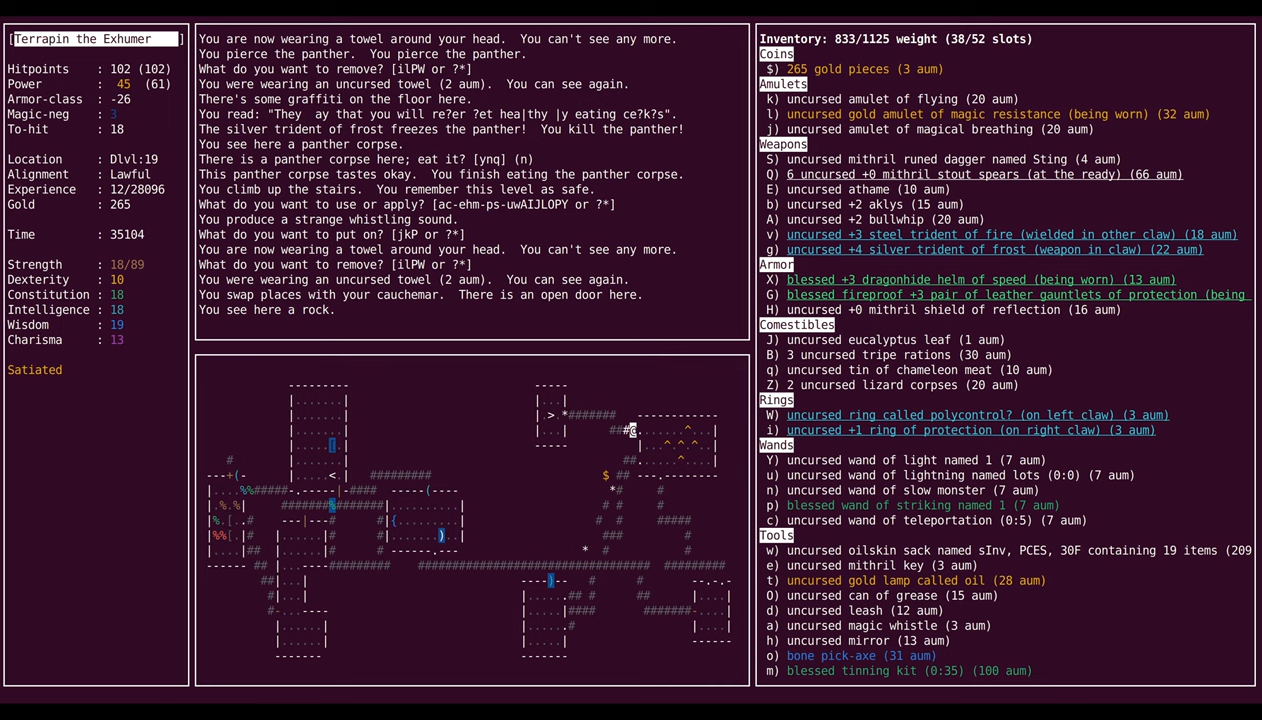 [Terrapin the Exhumer ]
Hitpoints : 102 (102)
Power : 45 (61)
Armor-class : -26
Magic-neg : 3
To-hit : 18
Location : Dlvl:19
Alignment : Lawful
Experience : 12/28096
Gold : 265
Time : 35104
Strength : 18/89
Dexterity : 10
Constitution : 18
Intelligence : 18
Wisdom : 19
Charisma : 13
Satiated
You are now wearing a towel around your head. You can't see any more.
You pierce the panther. You pierce the panther.
What do you want to remove? [ilPW or ?*]
You were wearing an uncursed towel (2 aum). You can see again.
There's some graffiti on the floor here.
You read: "They ay that you will re?er ?et hea|thy |y eating ce?k?s".
The silver trident of frost freezes the panther! You kill the panther!
You see here a panther corpse.
There is a panther corpse here; eat it? [ynq] (n)
This panther corpse tastes okay. You finish eating the panther corpse.
You climb up the stairs. You remember this level as safe.
What do you want to use or apply? [ac-ehm-ps-uwAIJLOPY or ?*]
You produce a strange whistling sound.
What do you want to put on? [jkP or ?*]
You are now wearing a towel around your head. You can't see any more.
What do you want to remove? [ilPW or ?*]
You were wearing an uncursed towel (2 aum). You can see again.
You swap places with your cauchemar. There is an open door here.
You see here a rock.
Inventory: 833/1125 weight (38/52 slots)
Coins
$) 265 gold pieces (3 aum)
Amulets
k) uncursed amulet of flying (20 aum)
l) uncursed gold amulet of magic resistance (being worn) (32 aum)
j) uncursed amulet of magical breathing (20 aum)
Weapons
S) uncursed mithril runed dagger named Sting (4 aum)
Q) 6 uncursed +0 mithril stout spears (at the ready) (66 aum)
E) uncursed athame (10 aum)
b) uncursed +2 aklys (15 aum)
A) uncursed +2 bullwhip (20 aum)
v) uncursed +3 steel trident of fire (wielded in other claw) (18 aum)
g) uncursed +4 silver trident of frost (weapon in claw) (22 aum)
Armor
X) blessed +3 dragonhide helm of speed (being worn) (13 aum)
G) blessed fireproof +3 pair of leather gauntlets of protection (being
H) uncursed +0 mithril shield of reflection (16 aum)
Comestibles
J) uncursed eucalyptus leaf (1 aum)
B) 3 uncursed tripe rations (30 aum)
q) uncursed tin of chameleon meat (10 aum)
Z) 2 uncursed lizard corpses (20 aum)
Rings
W) uncursed ring called polycontrol? (on left claw) (3 aum)
i) uncursed +1 ring of protection (on right claw) (3 aum)
Wands
Y) uncursed wand of light named 1 (7 aum)
u) uncursed wand of lightning named lots (0:0) (7 aum)
n) uncursed wand of slow monster (7 aum)
p) blessed wand of striking named 1 (7 aum)
c) uncursed wand of teleportation (0:5) (7 aum)
Tools
w) uncursed oilskin sack named sInv, PCES, 30F containing 19 items (209
e) uncursed mithril key (3 aum)
t) uncursed gold lamp called oil (28 aum)
O) uncursed can of grease (15 aum)
d) uncursed leash (12 aum)
a) uncursed magic whistle (3 aum)
h) uncursed mirror (13 aum)
o) bone pick-axe (31 aum)
m) blessed tinning kit (0:35) (100 aum)